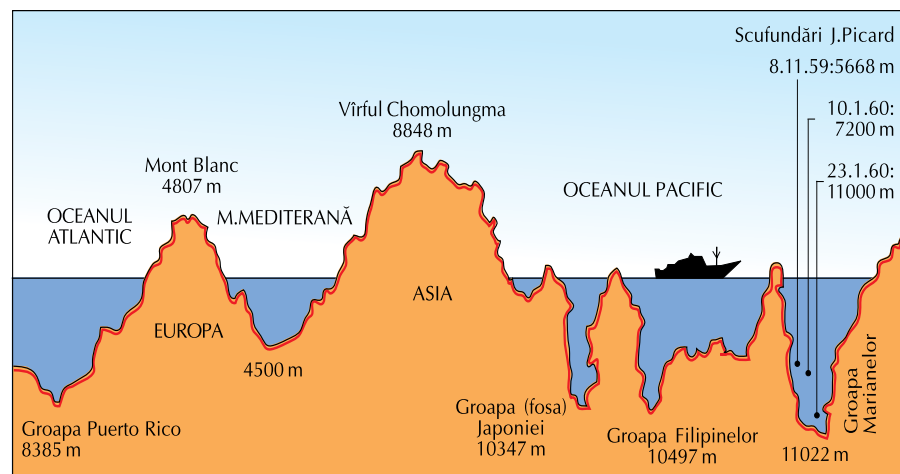 Scufundări J.Picard
8.11.59:5668 m
10.1.60:
7200 m
23.1.60:
11000 m
Vîrful Chomolungma
8848 m
Mont Blanc
4807 m
OCEANUL
ATLANTIC
M.MEDITERANĂ
OCEANUL PACIFIC
ASIA
EUROPA
4500 m
Groapa Puerto Rico
8385 m
Groapa (fosa)
Japoniei
10347 m
Groapa Filipinelor
10497 m
Groapa
Marianelor
11022 m